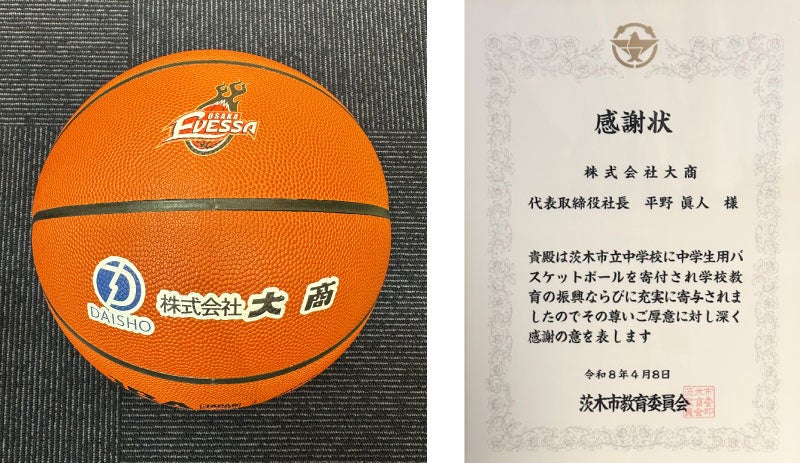 OSAKA
EVESSA
DAISHO
株式会社 大商
JAPAN
感謝状
株式会社大商
代表取締役社長 平野 眞人 様
貴殿は茨木市立中学校に中学生用バ
スケットボールを寄付され学校教
育の振興ならびに充実に寄与されま
したのでその尊いご厚意に対し深く
感謝の意を表します
令和8年4月8日
茨木市教育委員会